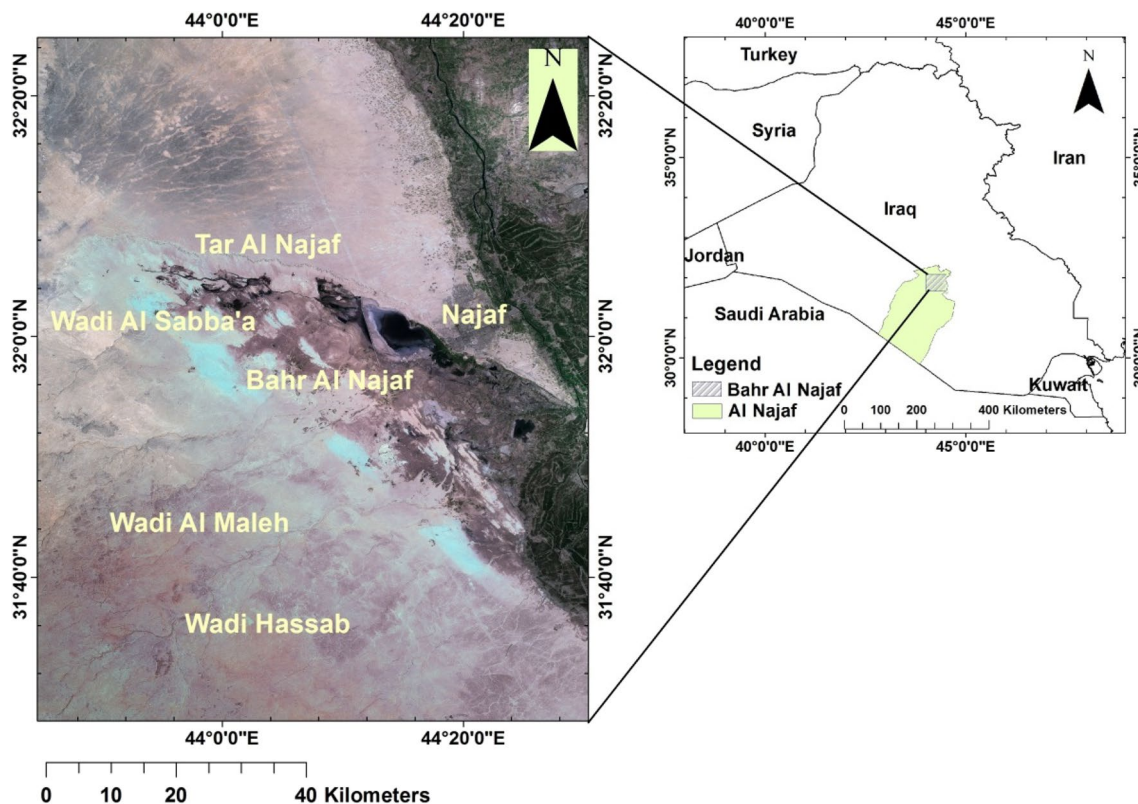 44°0'0"E
44°20'0"E
N
32°20'0"N
32°0'0"N
31°40'0"N
Tar Al Najaf
Najaf
Wadi Al Sabba'a
Bahr Al Najaf
Wadi Al Maleh
Wadi Hassab
32°20'0"N
32°0'0"N
31°40'0"N
44°0'0"E
44°20'0"E
0 10 20 40 Kilometers
40°0'0"E
45°0'0"E
N
Turkey
Syria
Iran
35°0'0"N
35°0'0"N
Iraq
Jordan
Saudi Arabia
30°0'0"N
Kuwait
Legend
Bahr Al Najaf
Al Najaf
0 100 200 400 Kilometers
40°0'0"E
45°0'0"E